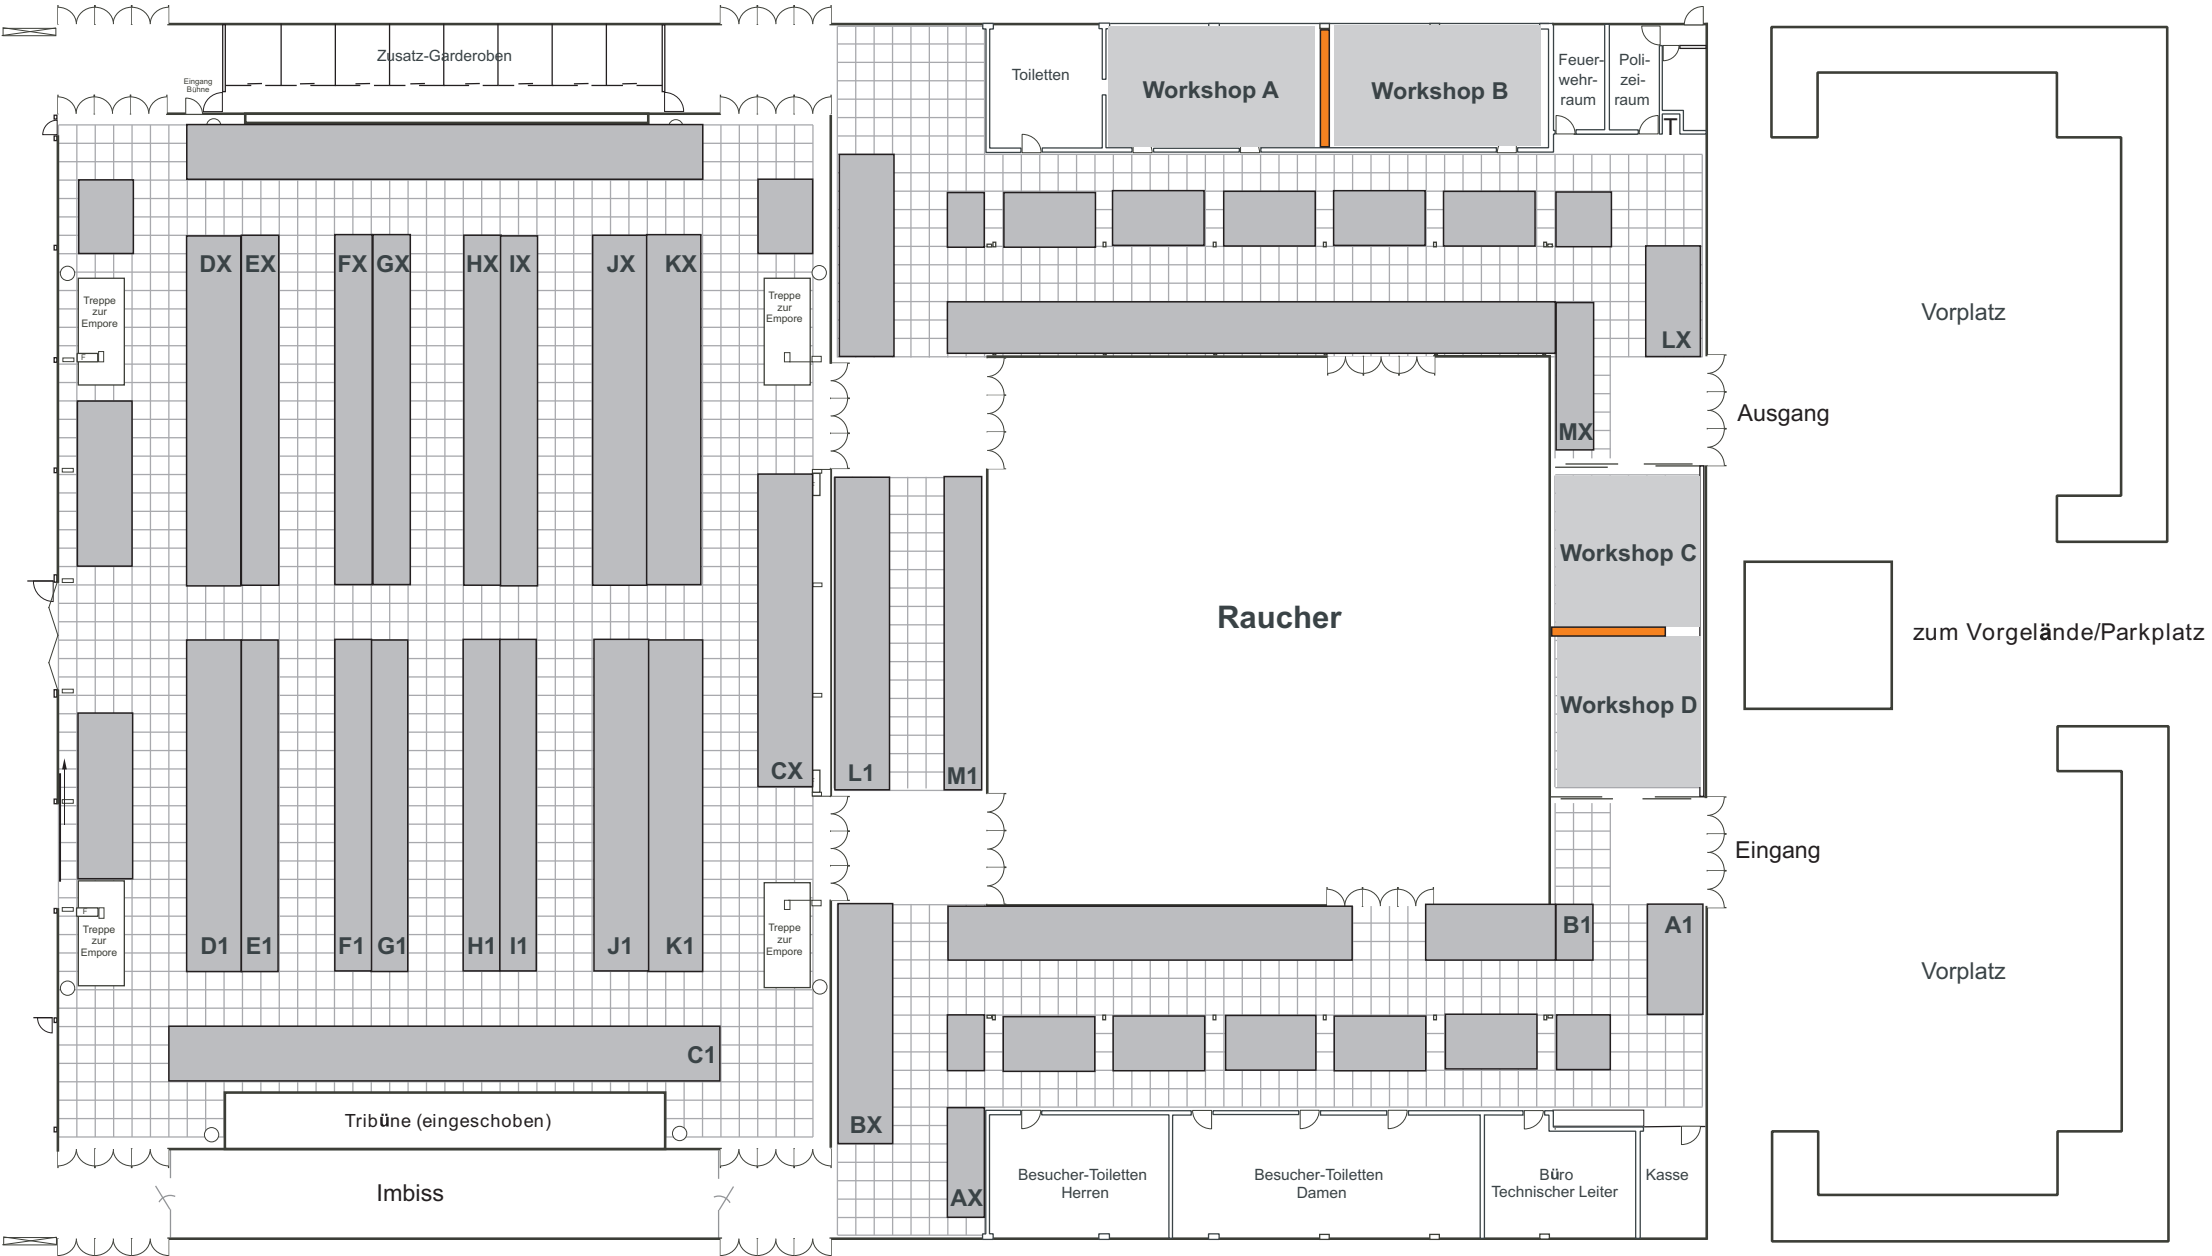 Zusatz-Garderoben
Eingang
Bühne
Toiletten
Workshop A
Workshop B
Feuer-
wehr-
raum
Poli-
zei-
raum
T
DX EX FX GX HX IX JX KX
Treppe
zur
Empore
F
Treppe
zur
Empore
LX
MX
Vorplatz
Ausgang
Workshop C
Raucher
zum Vorgelände/Parkplatz
Workshop D
CX L1 M1
Eingang
F
Treppe
zur
Empore
D1 E1 F1 G1 H1 I1 J1 K1
Treppe
zur
Empore
B1 A1
Vorplatz
C1
Tribüne (eingeschoben)
BX
AX
Imbiss
Besucher-Toiletten
Herren
Besucher-Toiletten
Damen
Büro
Technischer Leiter
Kasse